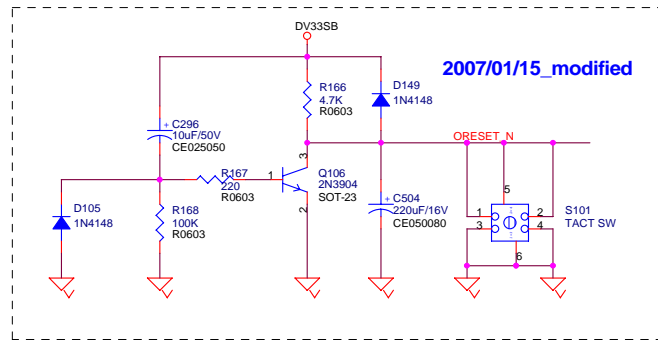 DV33SB
2007/01/15_modified
R166
4.7K
R0603
D149
1N4148
C296
10uF/50V
CE025050
ORESET_N
3
R167
220
R0603
1
Q106
2N3904
SOT-23
2
5
D105
1N4148
R168
100K
R0603
C504
220uF/16V
CE050080
1
2
3
4
S101
TACT SW
6